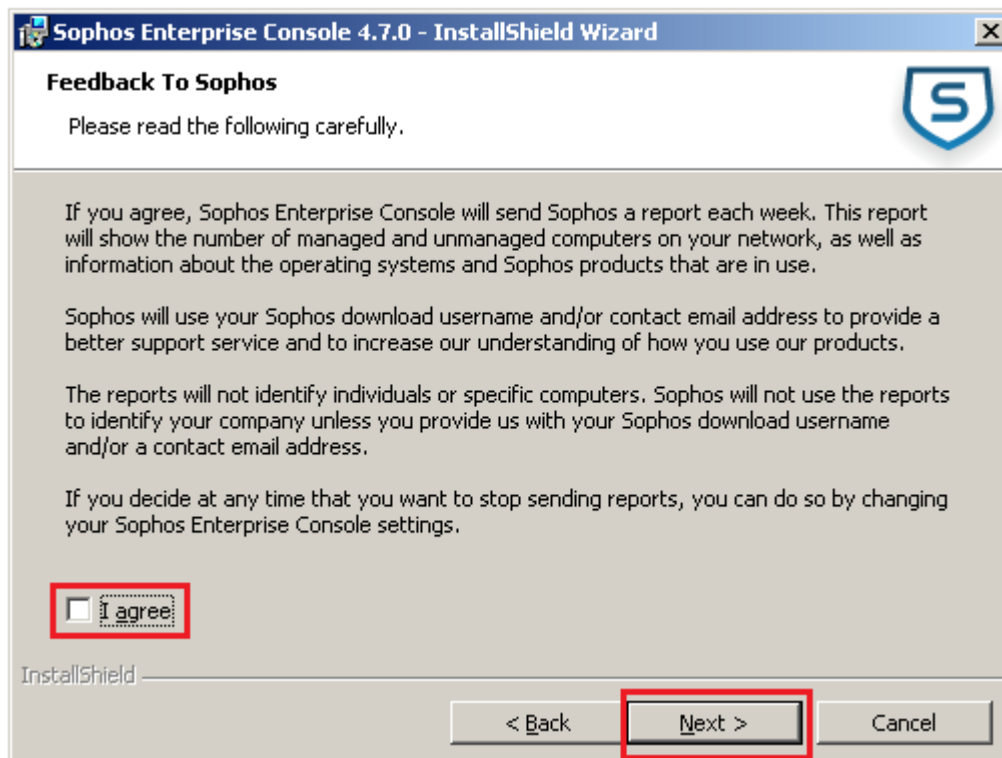 Sophos Enterprise Console 4.7.0 - InstallShield Wizard
Feedback To Sophos
Please read the following carefully.
S
If you agree, Sophos Enterprise Console will send Sophos a report each week. This report
will show the number of managed and unmanaged computers on your network, as well as
information about the operating systems and Sophos products that are in use.
Sophos will use your Sophos download username and/or contact email address to provide a
better support service and to increase our understanding of how you use our products.
The reports will not identify individuals or specific computers. Sophos will not use the reports
to identify your company unless you provide us with your Sophos download username
and/or a contact email address.
If you decide at any time that you want to stop sending reports, you can do so by changing
your Sophos Enterprise Console settings.
I agree
InstallShield
< Back
Next >
Cancel